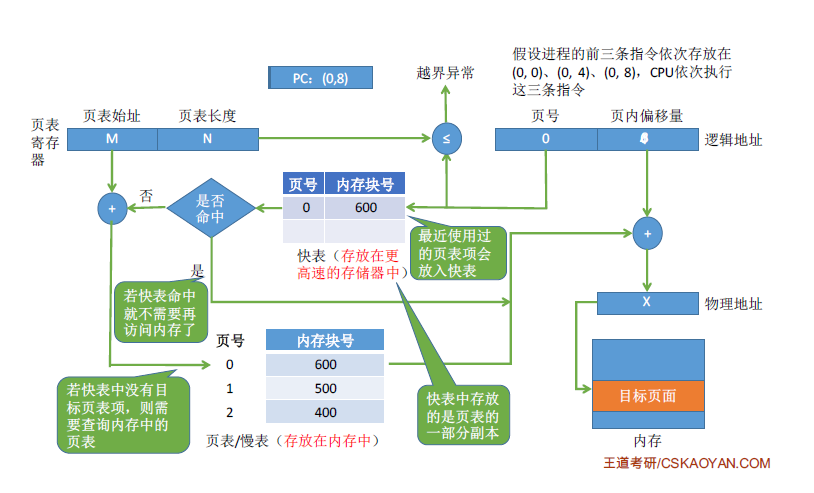 假设进程的前三条指令依次存放在
(0, 0)、(0, 4)、(0, 8)，CPU依次执行
这三条指令
PC：(0,8)
越界异常
页表
寄存
器
页表始址
页表长度
M
N
≤
页号
页内偏移量
0
逻辑地址
页号
内存块号
0
600
快表（存放在更
高速的存储器中）
是否
命中
否
是
+
+
最近使用过
的页表项会
放入快表
若快表命中
就不需要再
访问内存了
X
物理地址
页号
内存块号
0
600
1
500
2
400
页表/慢表（存放在内存中）
若快表中没有目
标页表项，则需
要查询内存中的
页表
快表中存放
的是页表的
一部分副本
目标页面
内存
王道考研/CSKAOYAN.COM